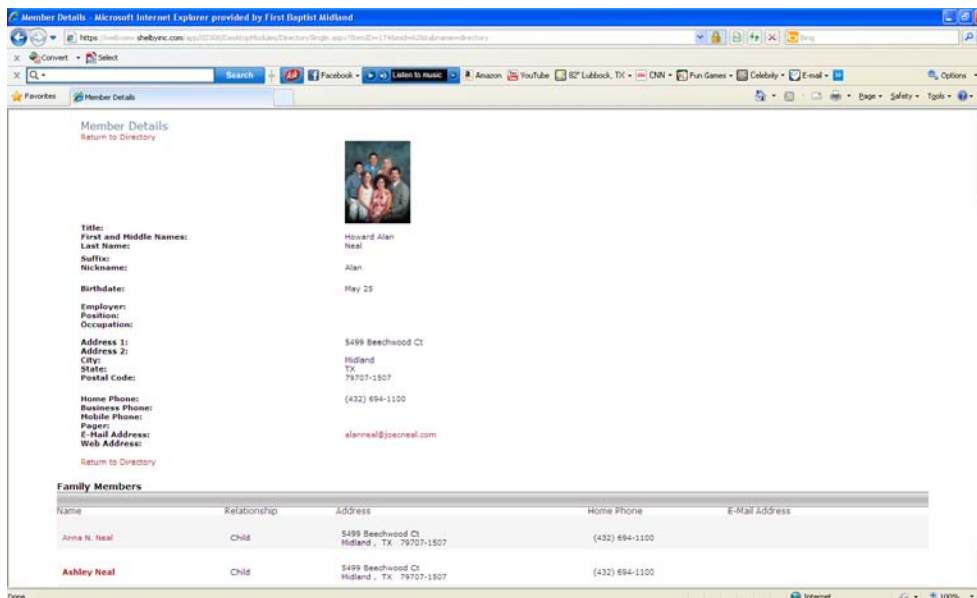 Member Details - Microsoft Internet Explorer provided by First Baptist Midland
Bing
Convert Select
Search Facebook Listen to music Amazon YouTube 82° Lubbock, TX CNN Fun Games Celebrity E-mail Options
Favorites Member Details Page Safety Tools
Member Details
Return to Directory
Title:
First and Middle Names: Howard Alan
Last Name: Neal
Suffix:
Nickname: Alan
Birthdate: May 25
Employer:
Position:
Occupation:
Address 1: 5499 Beechwood Ct
Address 2:
City: Midland
State: TX
Postal Code: 79707-1507
Home Phone: (432) 694-1100
Business Phone:
Mobile Phone:
Pager:
E-Mail Address: alanneal@joecneal.com
Web Address:
Return to Directory
Family Members
Name Relationship Address Home Phone E-Mail Address
Anna N. Neal Child 5499 Beechwood Ct (432) 694-1100
Midland , TX 79707-1507
Ashley Neal Child 5499 Beechwood Ct (432) 694-1100
Midland , TX 79707-1507
Done Internet 100%